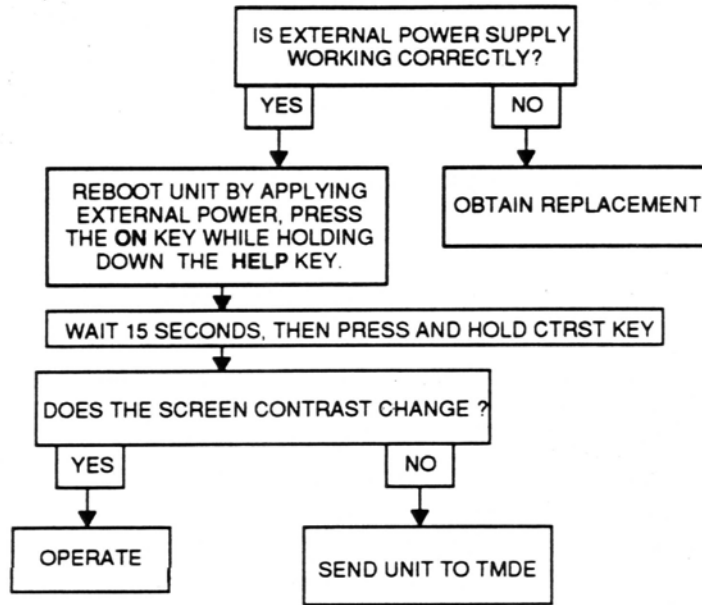 IS EXTERNAL POWER SUPPLY
WORKING CORRECTLY?
YES
NO
REBOOT UNIT BY APPLYING
EXTERNAL POWER, PRESS
THE ON KEY WHILE HOLDING
DOWN THE HELP KEY.
OBTAIN REPLACEMENT
WAIT 15 SECONDS, THEN PRESS AND HOLD CTRST KEY
DOES THE SCREEN CONTRAST CHANGE ?
YES
NO
OPERATE
SEND UNIT TO TMDE